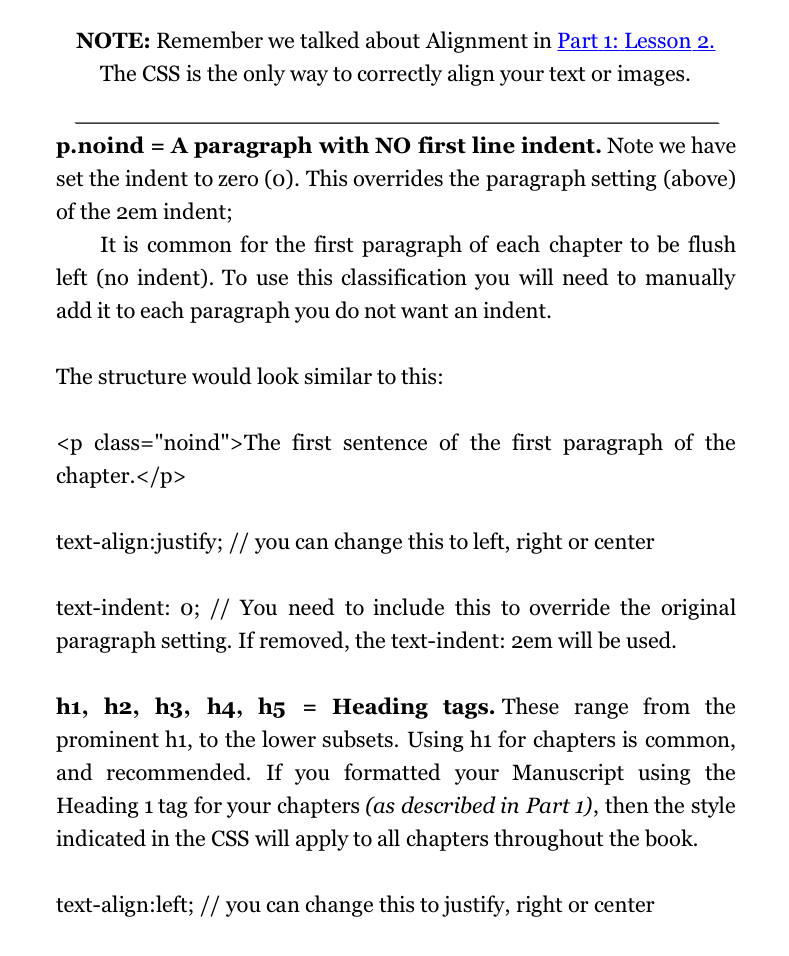 NOTE: Remember we talked about Alignment in Part 1: Lesson 2.
The CSS is the only way to correctly align your text or images.
p.noind = A paragraph with NO first line indent. Note we have
set the indent to zero (0). This overrides the paragraph setting (above)
of the 2em indent;
It is common for the first paragraph of each chapter to be flush
left (no indent). To use this classification you will need to manually
add it to each paragraph you do not want an indent.
The structure would look similar to this:
<p class="noind">The first sentence of the first paragraph of the
chapter.</p>
text-align:justify; // you can change this to left, right or center
text-indent: 0; // You need to include this to override the original
paragraph setting. If removed, the text-indent: 2em will be used.
h1, h2, h3, h4, h5 = Heading tags. These range from the
prominent h1, to the lower subsets. Using h1 for chapters is common,
and recommended. If you formatted your Manuscript using the
Heading 1 tag for your chapters (as described in Part 1), then the style
indicated in the CSS will apply to all chapters throughout the book.
text-align:left; // you can change this to justify, right or center